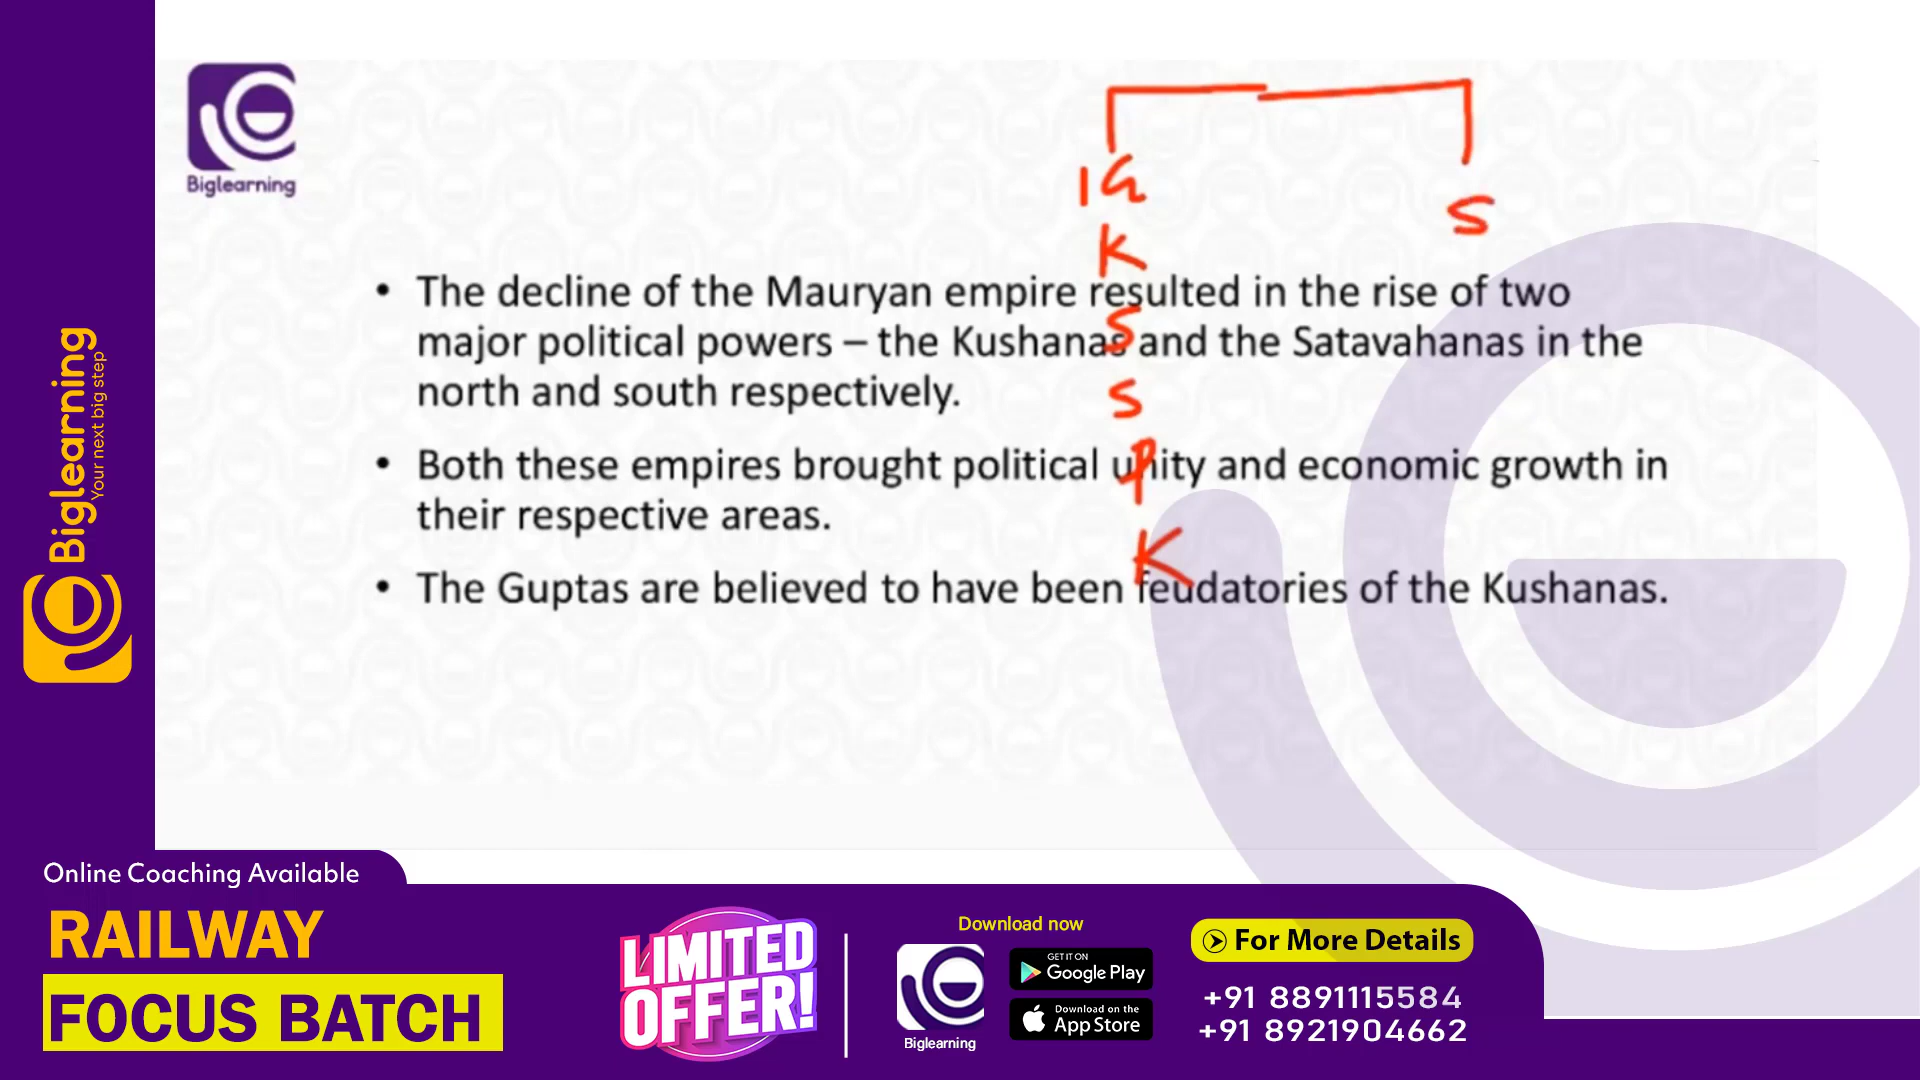 Biglearning
IG
S
K
S
S
P
K
• The decline of the Mauryan empire resulted in the rise of two
major political powers – the Kushanas and the Satavahanas in the
north and south respectively.
• Both these empires brought political unity and economic growth in
their respective areas.
• The Guptas are believed to have been feudatories of the Kushanas.
Biglearning
Your next big step
Online Coaching Available
RAILWAY
FOCUS BATCH
LIMITED
OFFER!
Download now
Biglearning
GET IT ON
Google Play
Download on the
App Store
For More Details
+91 8891115584
+91 8921904662